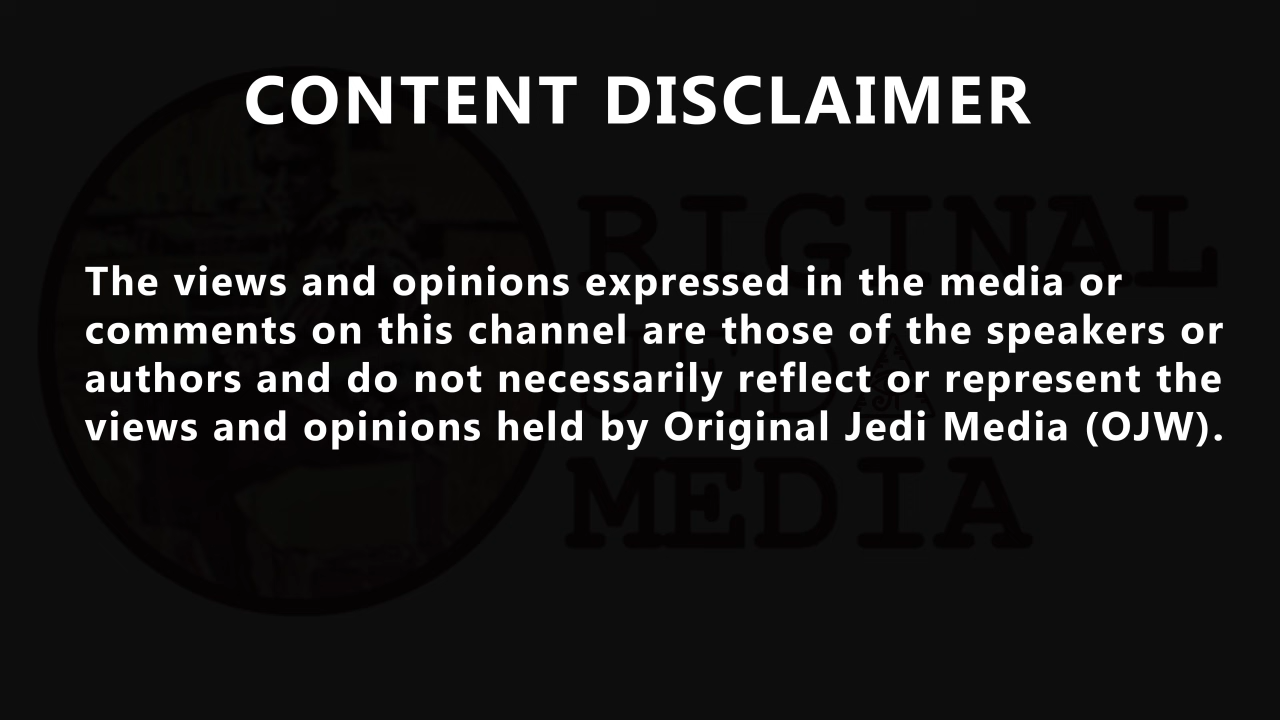 CONTENT DISCLAIMER
RIGINAL
The views and opinions expressed in the media or
comments on this channel are those of the speakers or
authors and do not necessarily reflect or represent the
views and opinions held by Original Jedi Media (OJW).
MEDIA